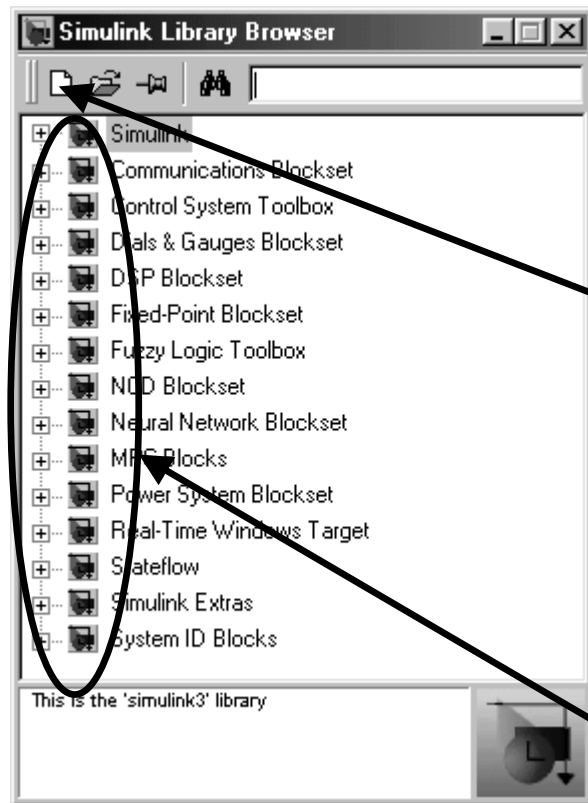 Simulink Library Browser
Simulink
Communications Blockset
Control System Toolbox
Dials & Gauges Blockset
DSP Blockset
Fixed-Point Blockset
Fuzzy Logic Toolbox
NCD Blockset
Neural Network Blockset
MPC Blocks
Power System Blockset
Real-Time Windows Target
Stateflow
Simulink Extras
System ID Blocks
This is the 'simulink3' library